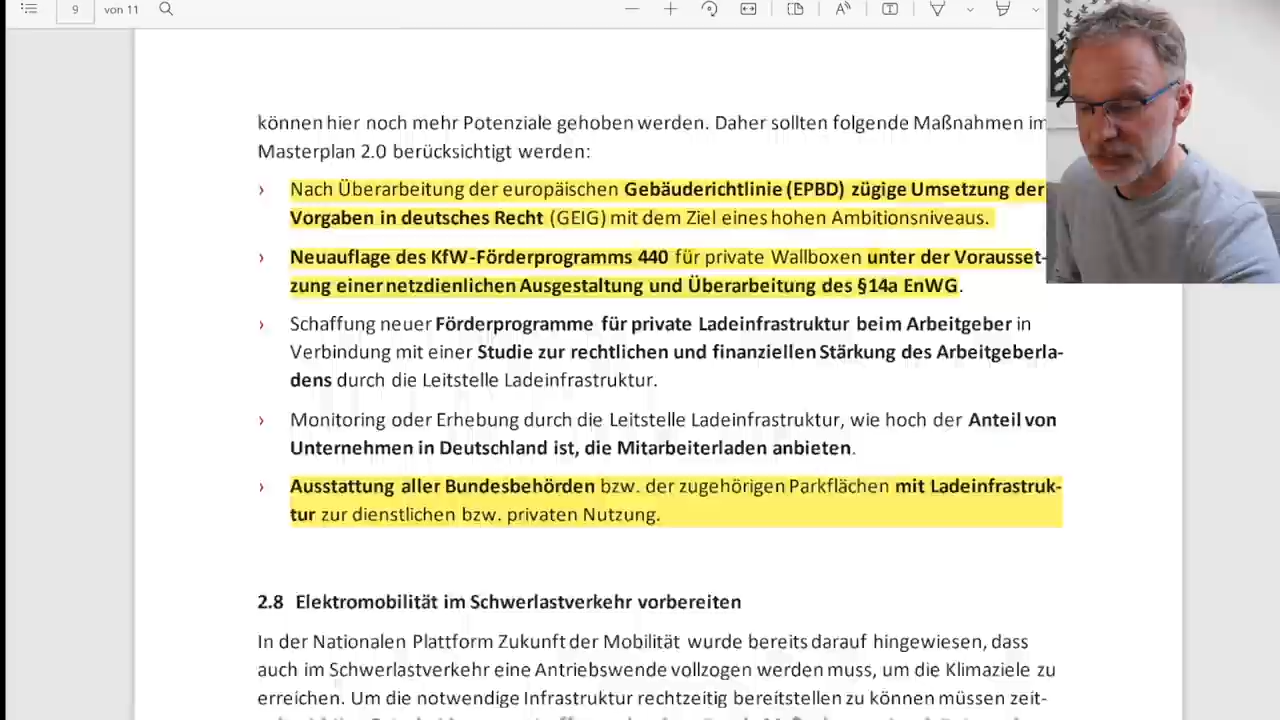 9 von 11
können hier noch mehr Potenziale gehoben werden. Daher sollten folgende Maßnahmen im
Masterplan 2.0 berücksichtigt werden:
› Nach Überarbeitung der europäischen Gebäuderichtlinie (EPBD) zügige Umsetzung der
Vorgaben in deutsches Recht (GEIG) mit dem Ziel eines hohen Ambitionsniveaus.
› Neuauflage des KfW-Förderprogramms 440 für private Wallboxen unter der Vorausset-
zung einer netzdienlichen Ausgestaltung und Überarbeitung des §14a EnWG.
› Schaffung neuer Förderprogramme für private Ladeinfrastruktur beim Arbeitgeber in
Verbindung mit einer Studie zur rechtlichen und finanziellen Stärkung des Arbeitgeberla-
dens durch die Leitstelle Ladeinfrastruktur.
› Monitoring oder Erhebung durch die Leitstelle Ladeinfrastruktur, wie hoch der Anteil von
Unternehmen in Deutschland ist, die Mitarbeiterladen anbieten.
› Ausstattung aller Bundesbehörden bzw. der zugehörigen Parkflächen mit Ladeinfrastruk-
tur zur dienstlichen bzw. privaten Nutzung.
2.8 Elektromobilität im Schwerlastverkehr vorbereiten
In der Nationalen Plattform Zukunft der Mobilität wurde bereits darauf hingewiesen, dass
auch im Schwerlastverkehr eine Antriebswende vollzogen werden muss, um die Klimaziele zu
erreichen. Um die notwendige Infrastruktur rechtzeitig bereitstellen zu können müssen zeit-